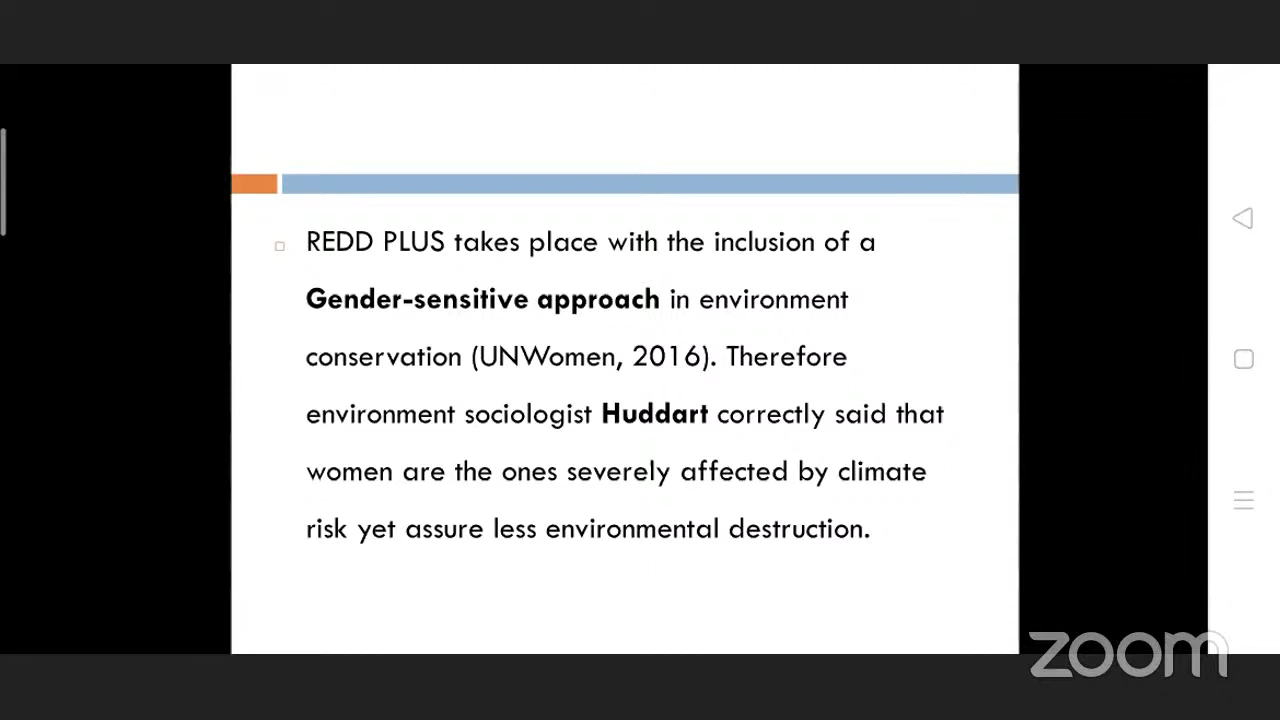 REDD PLUS takes place with the inclusion of a
Gender-sensitive approach in environment
conservation (UNWomen, 2016). Therefore
environment sociologist Huddart correctly said that
women are the ones severely affected by climate
risk yet assure less environmental destruction.
zoom